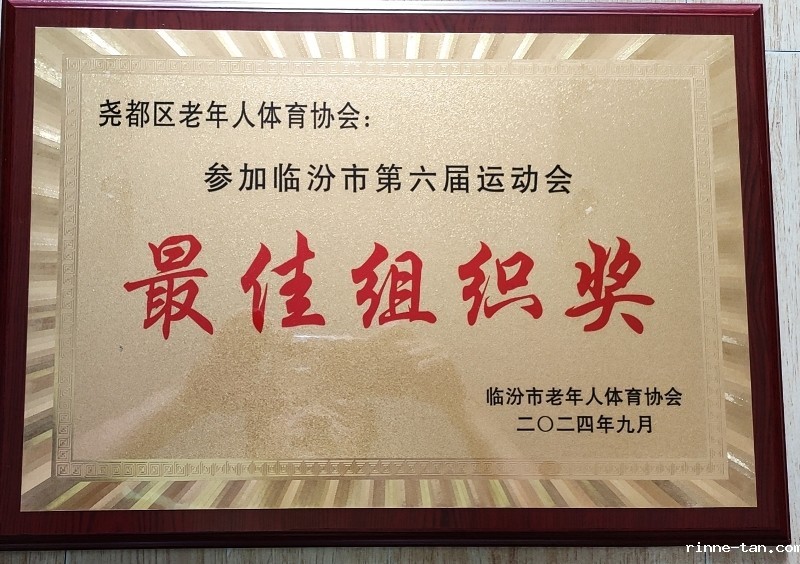 尧都区老年人体育协会：
参加临汾市第六届运动会
最佳组织奖
临汾市老年人体育协会
二〇二四年九月
rinne-tan.com